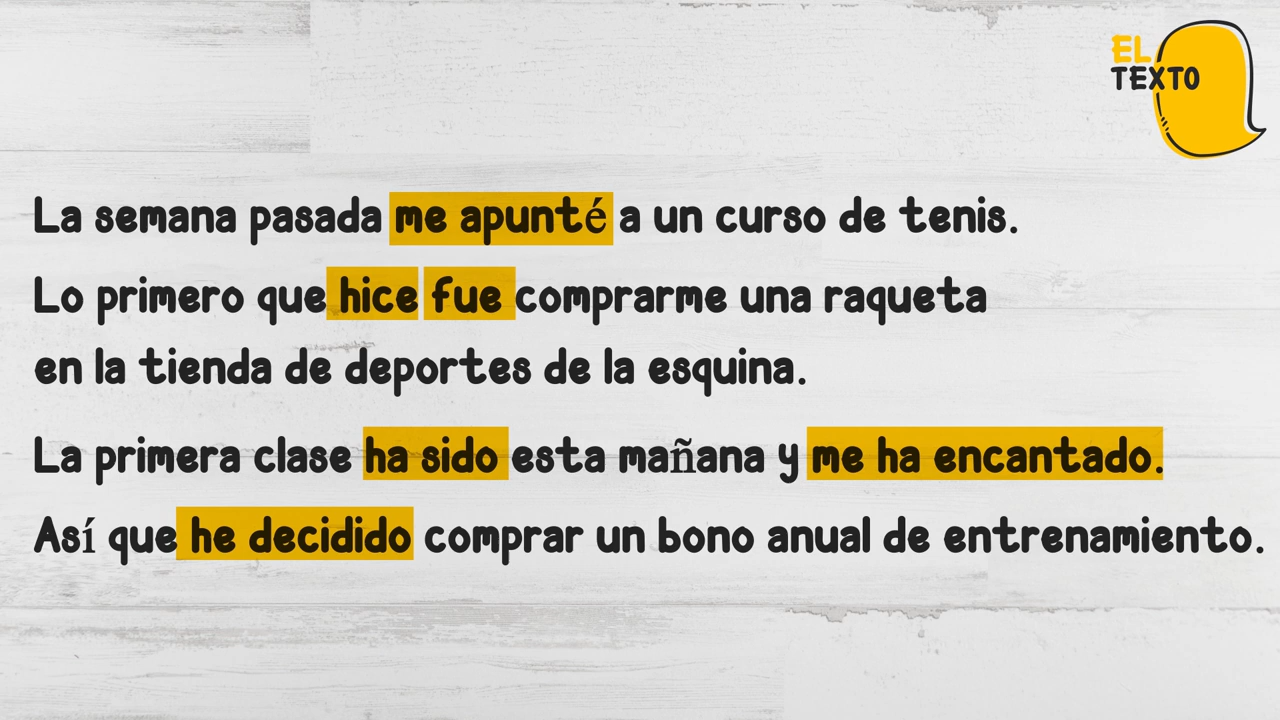 EL
TEXTO
La semana pasada me apunté a un curso de tenis.
Lo primero que hice fue comprarme una raqueta
en la tienda de deportes de la esquina.
La primera clase ha sido esta mañana y me ha encantado.
Así que he decidido comprar un bono anual de entrenamiento.